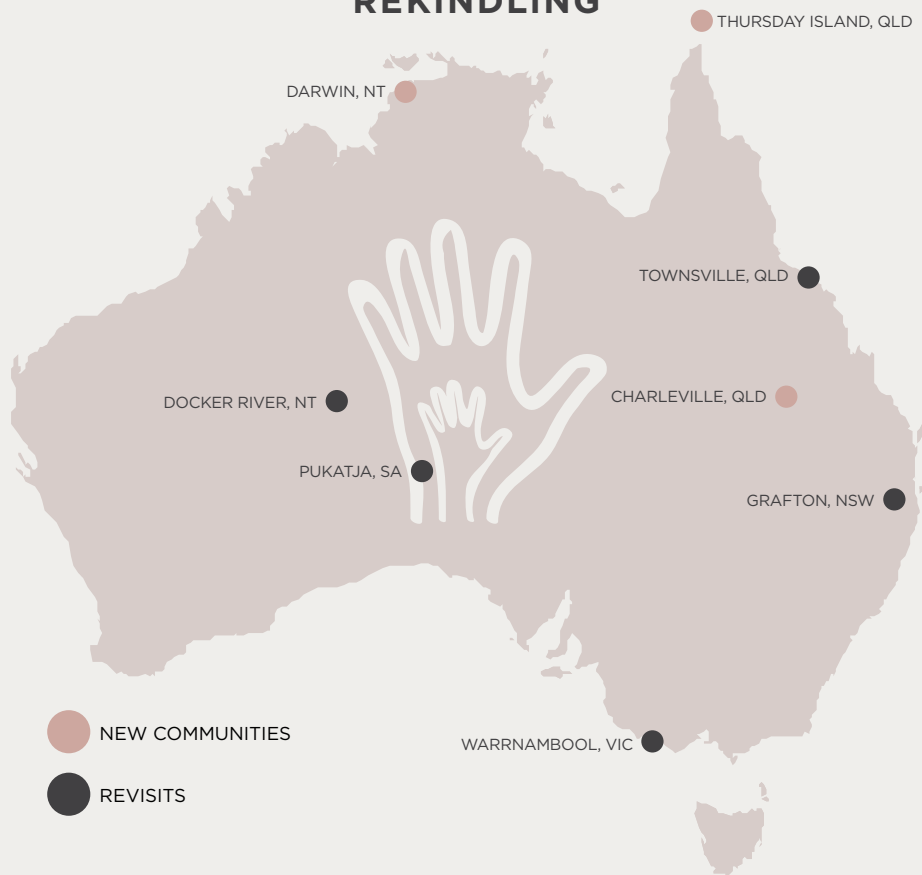 REKINDLING
THURSDAY ISLAND, QLD
DARWIN, NT
TOWNSVILLE, QLD
CHARLEVILLE, QLD
DOCKER RIVER, NT
PUKATJA, SA
GRAFTON, NSW
NEW COMMUNITIES
WARRNAMBOOL, VIC
REVISITS